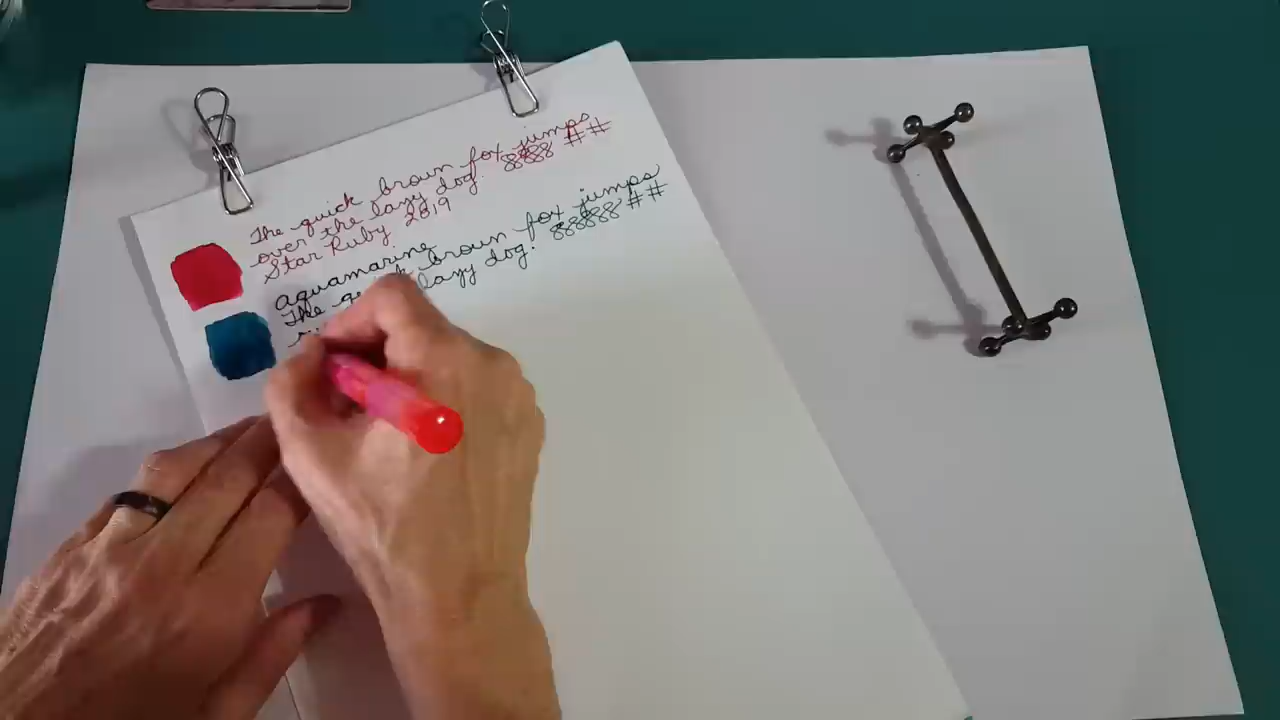 The quick brown fox jumps
over the lazy dog. 8888 ##
Star Ruby 2819
aquamarine
The quick brown fox jumps
lazy dog. 88888 ##